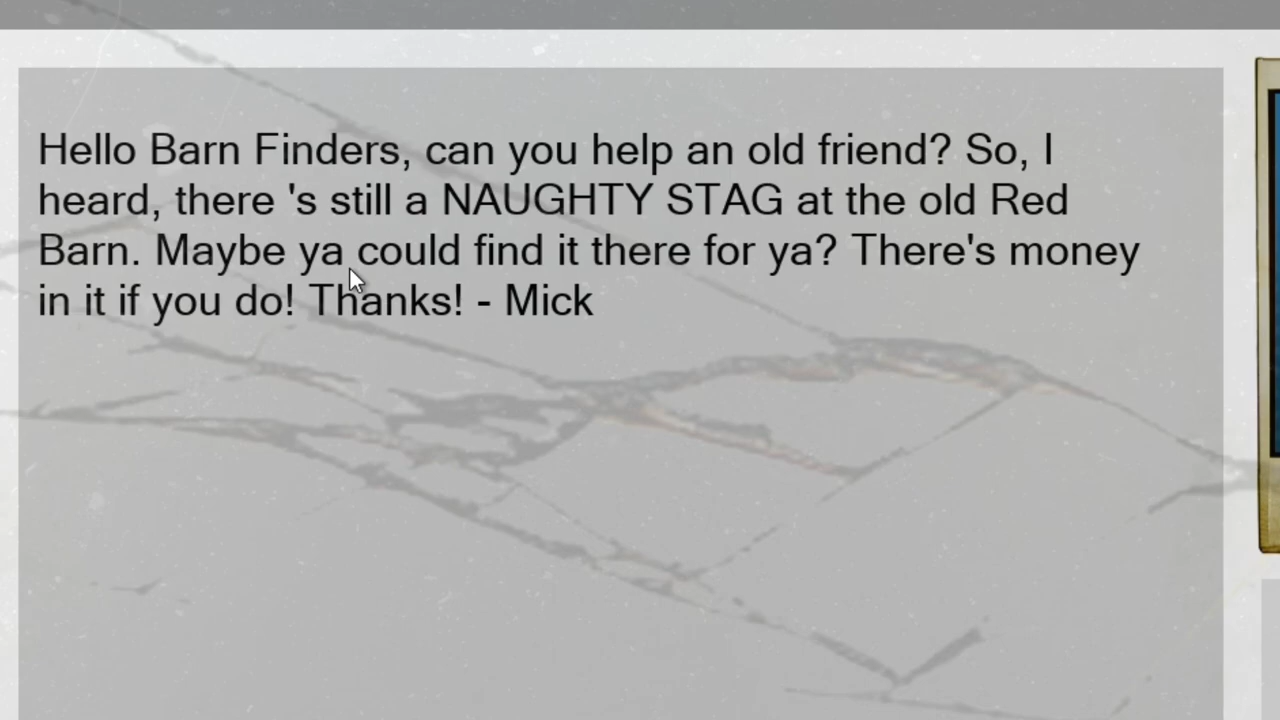 Hello Barn Finders, can you help an old friend? So, I
heard, there 's still a NAUGHTY STAG at the old Red
Barn. Maybe ya could find it there for ya? There's money
in it if you do! Thanks! - Mick